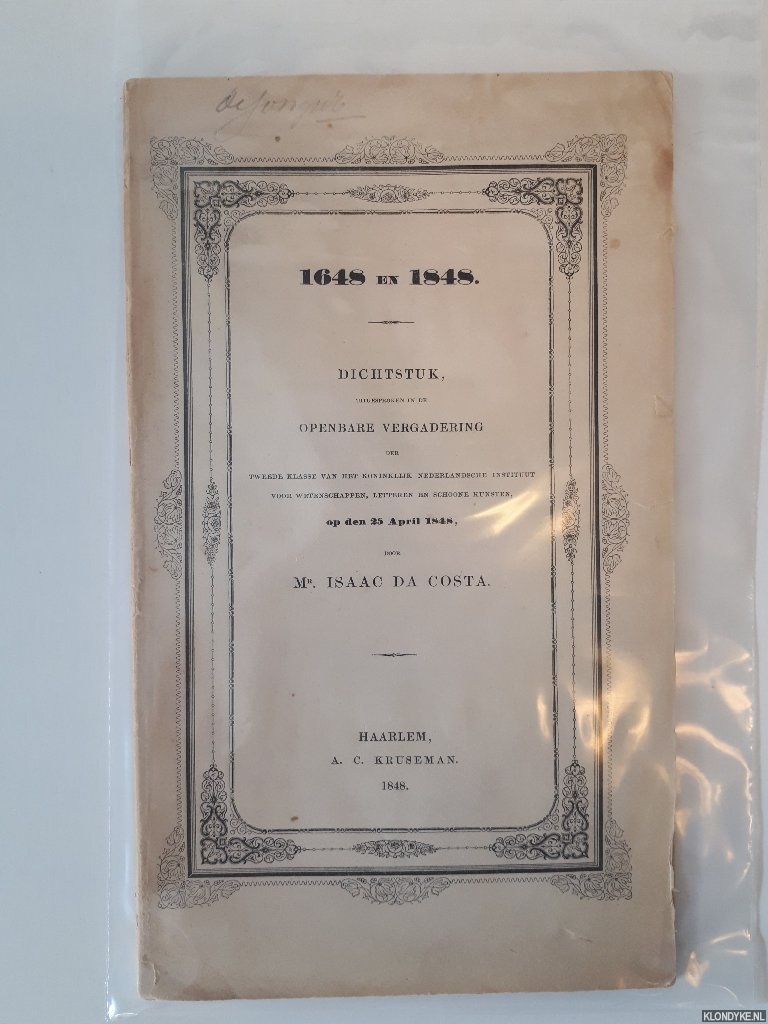 1648 EN 1848.
DICHTSTUK,
UITGESPROKEN IN DE
OPENBARE VERGADERING
DER
TWEEDE KLASSE VAN HET KONINKLIJK NEDERLANDSCHE INSTITUUT
VOOR WETENSCHAPPEN, LETTEREN EN SCHOONE KUNSTEN,
op den 25 April 1848,
DOOR
MR. ISAAC DA COSTA.
HAARLEM,
A. C. KRUSEMAN.
1848.
KLONDYKE.NL